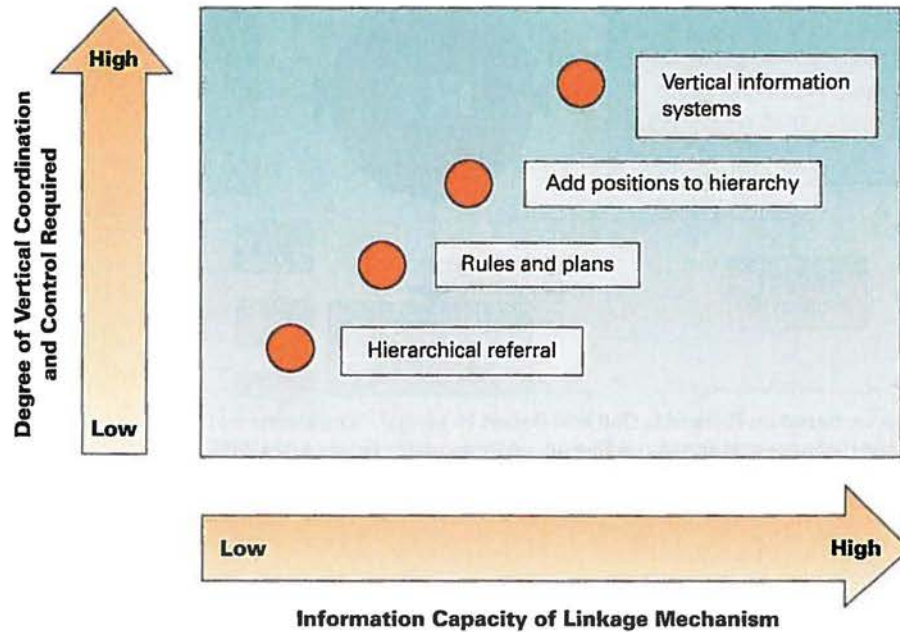 High
Degree of Vertical Coordination
and Control Required
Low
Vertical information
systems
Add positions to hierarchy
Rules and plans
Hierarchical referral
Low
High
Information Capacity of Linkage Mechanism